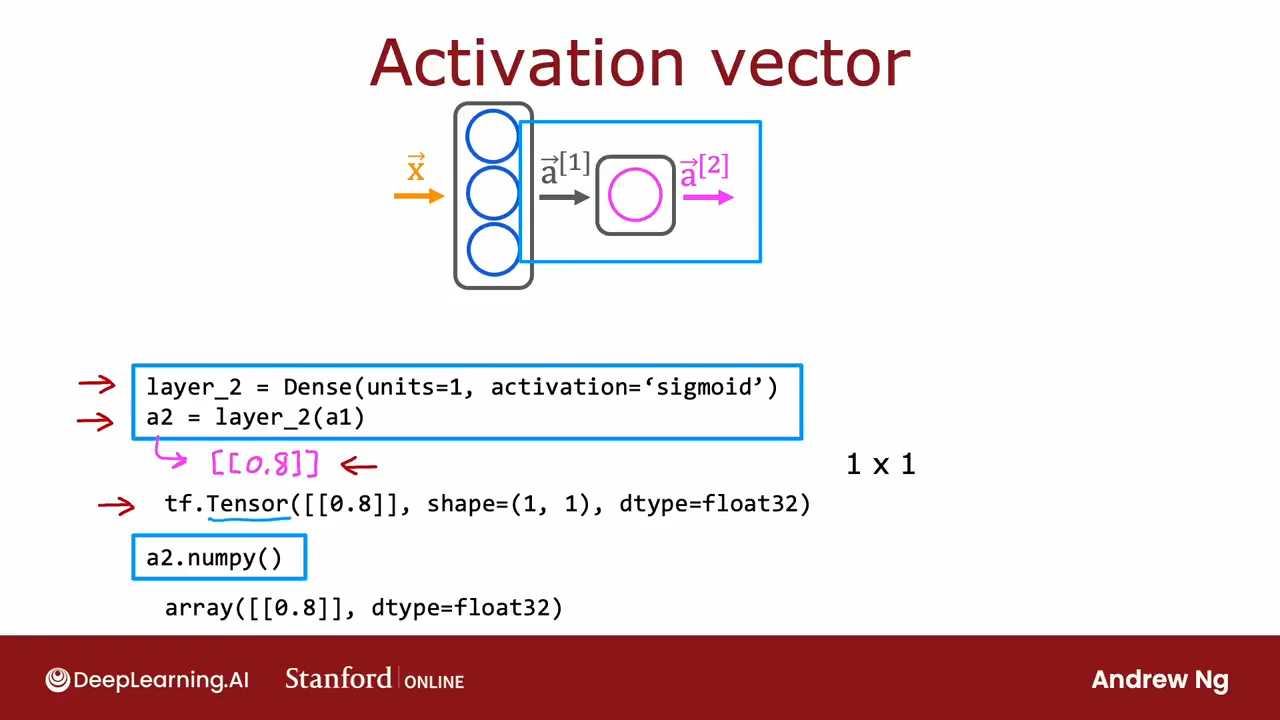 Activation vector
x⃗
a⃗[1]
a⃗[2]
layer_2 = Dense(units=1, activation=‘sigmoid’)
a2 = layer_2(a1)
[[0.8]]
1 x 1
tf.Tensor([[0.8]], shape=(1, 1), dtype=float32)
a2.numpy()
array([[0.8]], dtype=float32)
DeepLearning.AI
Stanford ONLINE
Andrew Ng